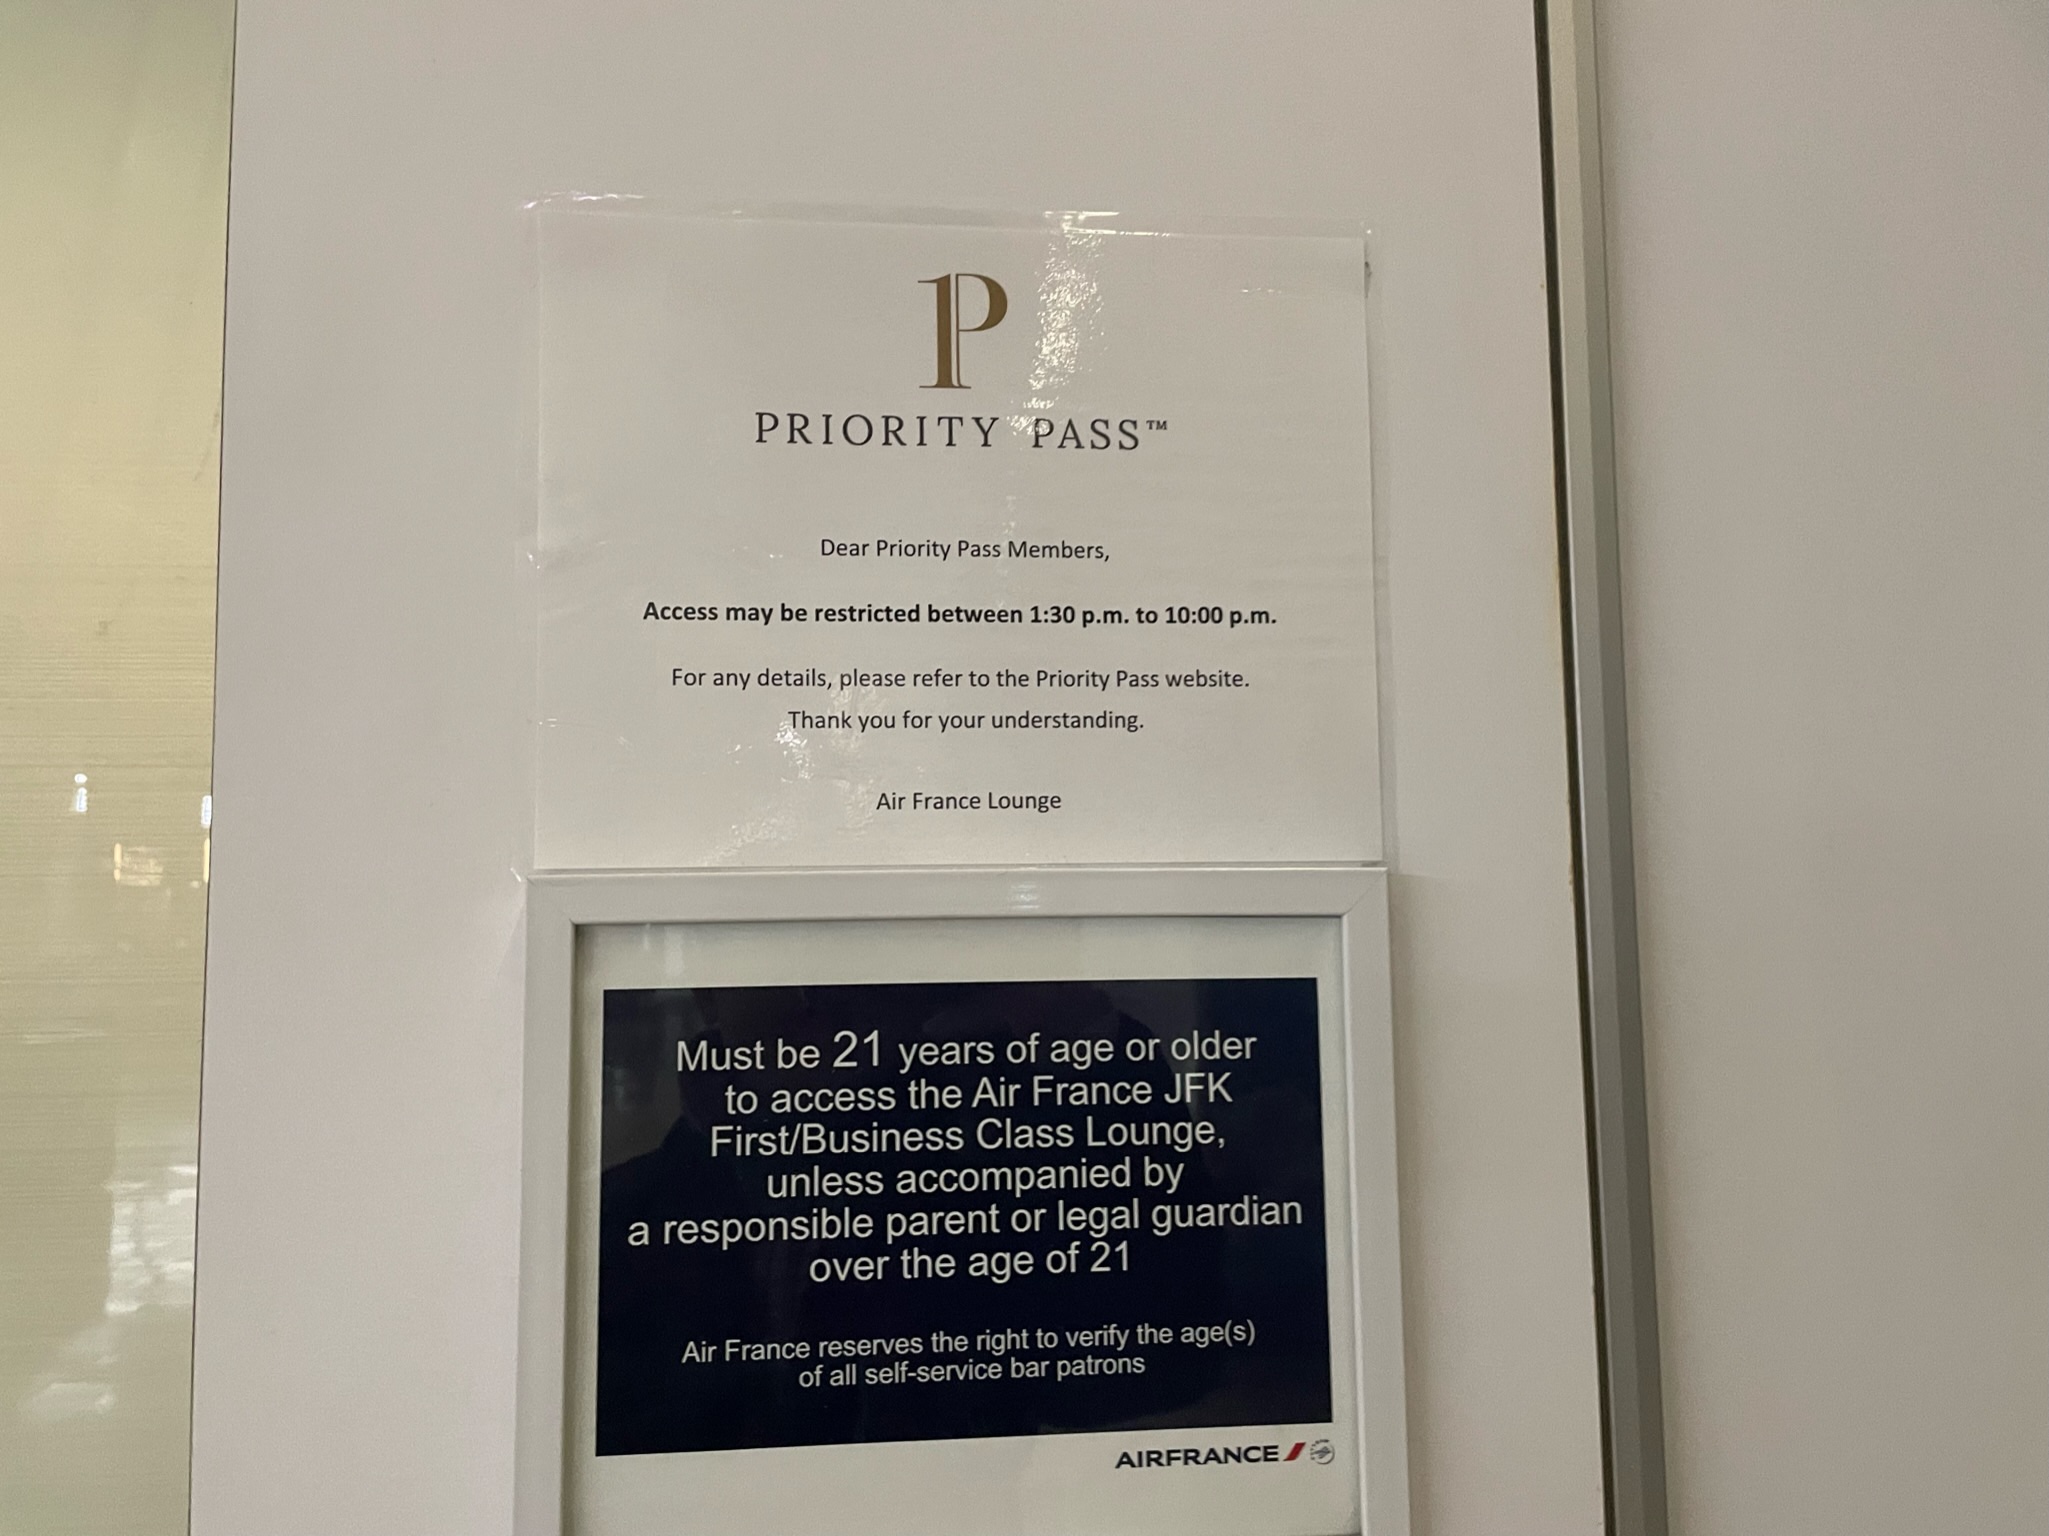 PRIORITY PASS™
Dear Priority Pass Members,
Access may be restricted between 1:30 p.m. to 10:00 p.m.
For any details, please refer to the Priority Pass website.
Thank you for your understanding.
Air France Lounge
Must be 21 years of age or older
to access the Air France JFK
First/Business Class Lounge,
unless accompanied by
a responsible parent or legal guardian
over the age of 21
Air France reserves the right to verify the age(s)
of all self-service bar patrons
AIRFRANCE